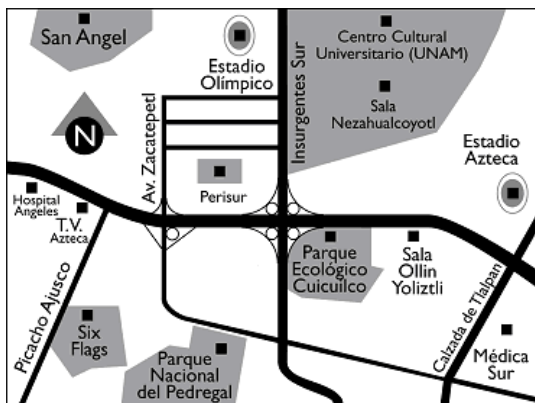 San Angel
Estadio
Olímpico
Centro Cultural
Universitario (UNAM)
Sala
Nezahualcoyotl
Insurgentes Sur
Av. Zacatepetl
N
Estadio
Azteca
Perisur
Hospital
Angeles
T.V.
Azteca
Parque
Ecológico
Cuicuilco
Sala
Ollin
Yoliztli
Calzada de Tlalpan
Picacho Ajusco
Six
Flags
Parque
Nacional
del Pedregal
Médica
Sur